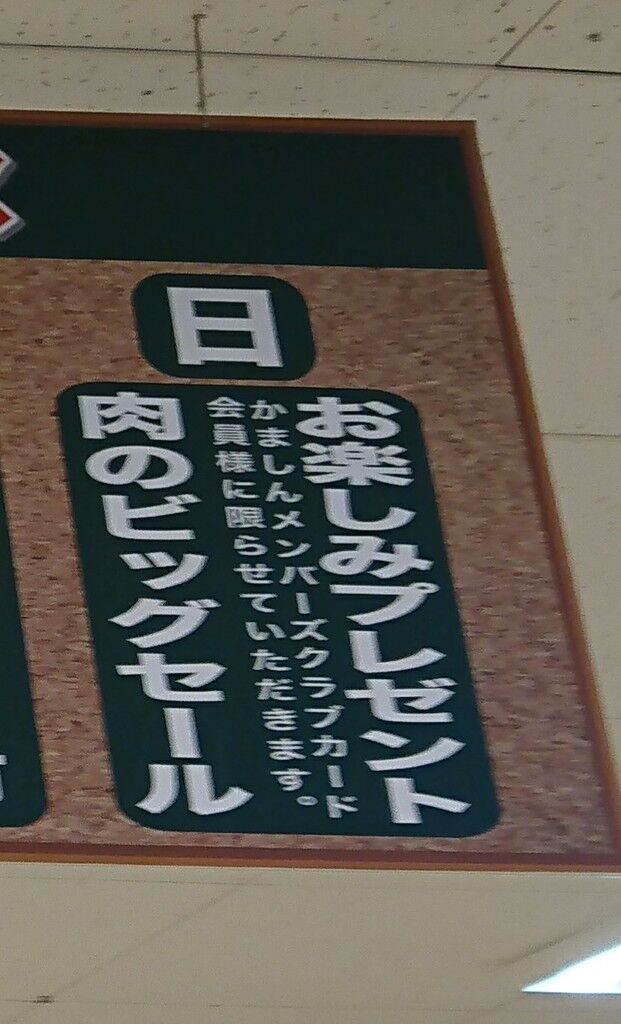 日
お楽しみプレゼント
かましんメンバーズクラブカード
会員様に限らせていただきます。
肉のビッグセール